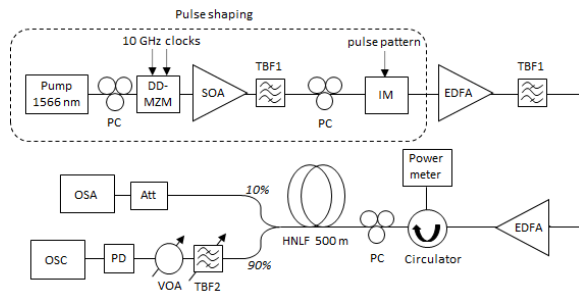 Pulse shaping
10 GHz clocks
pulse pattern
TBF1
TBF1
Pump
1566 nm
DD-
MZM
SOA
IM
EDFA
PC
PC
Power
meter
OSA
Att
10%
EDFA
HNLF 500 m
PC
Circulator
OSC
PD
VOA
TBF2
90%